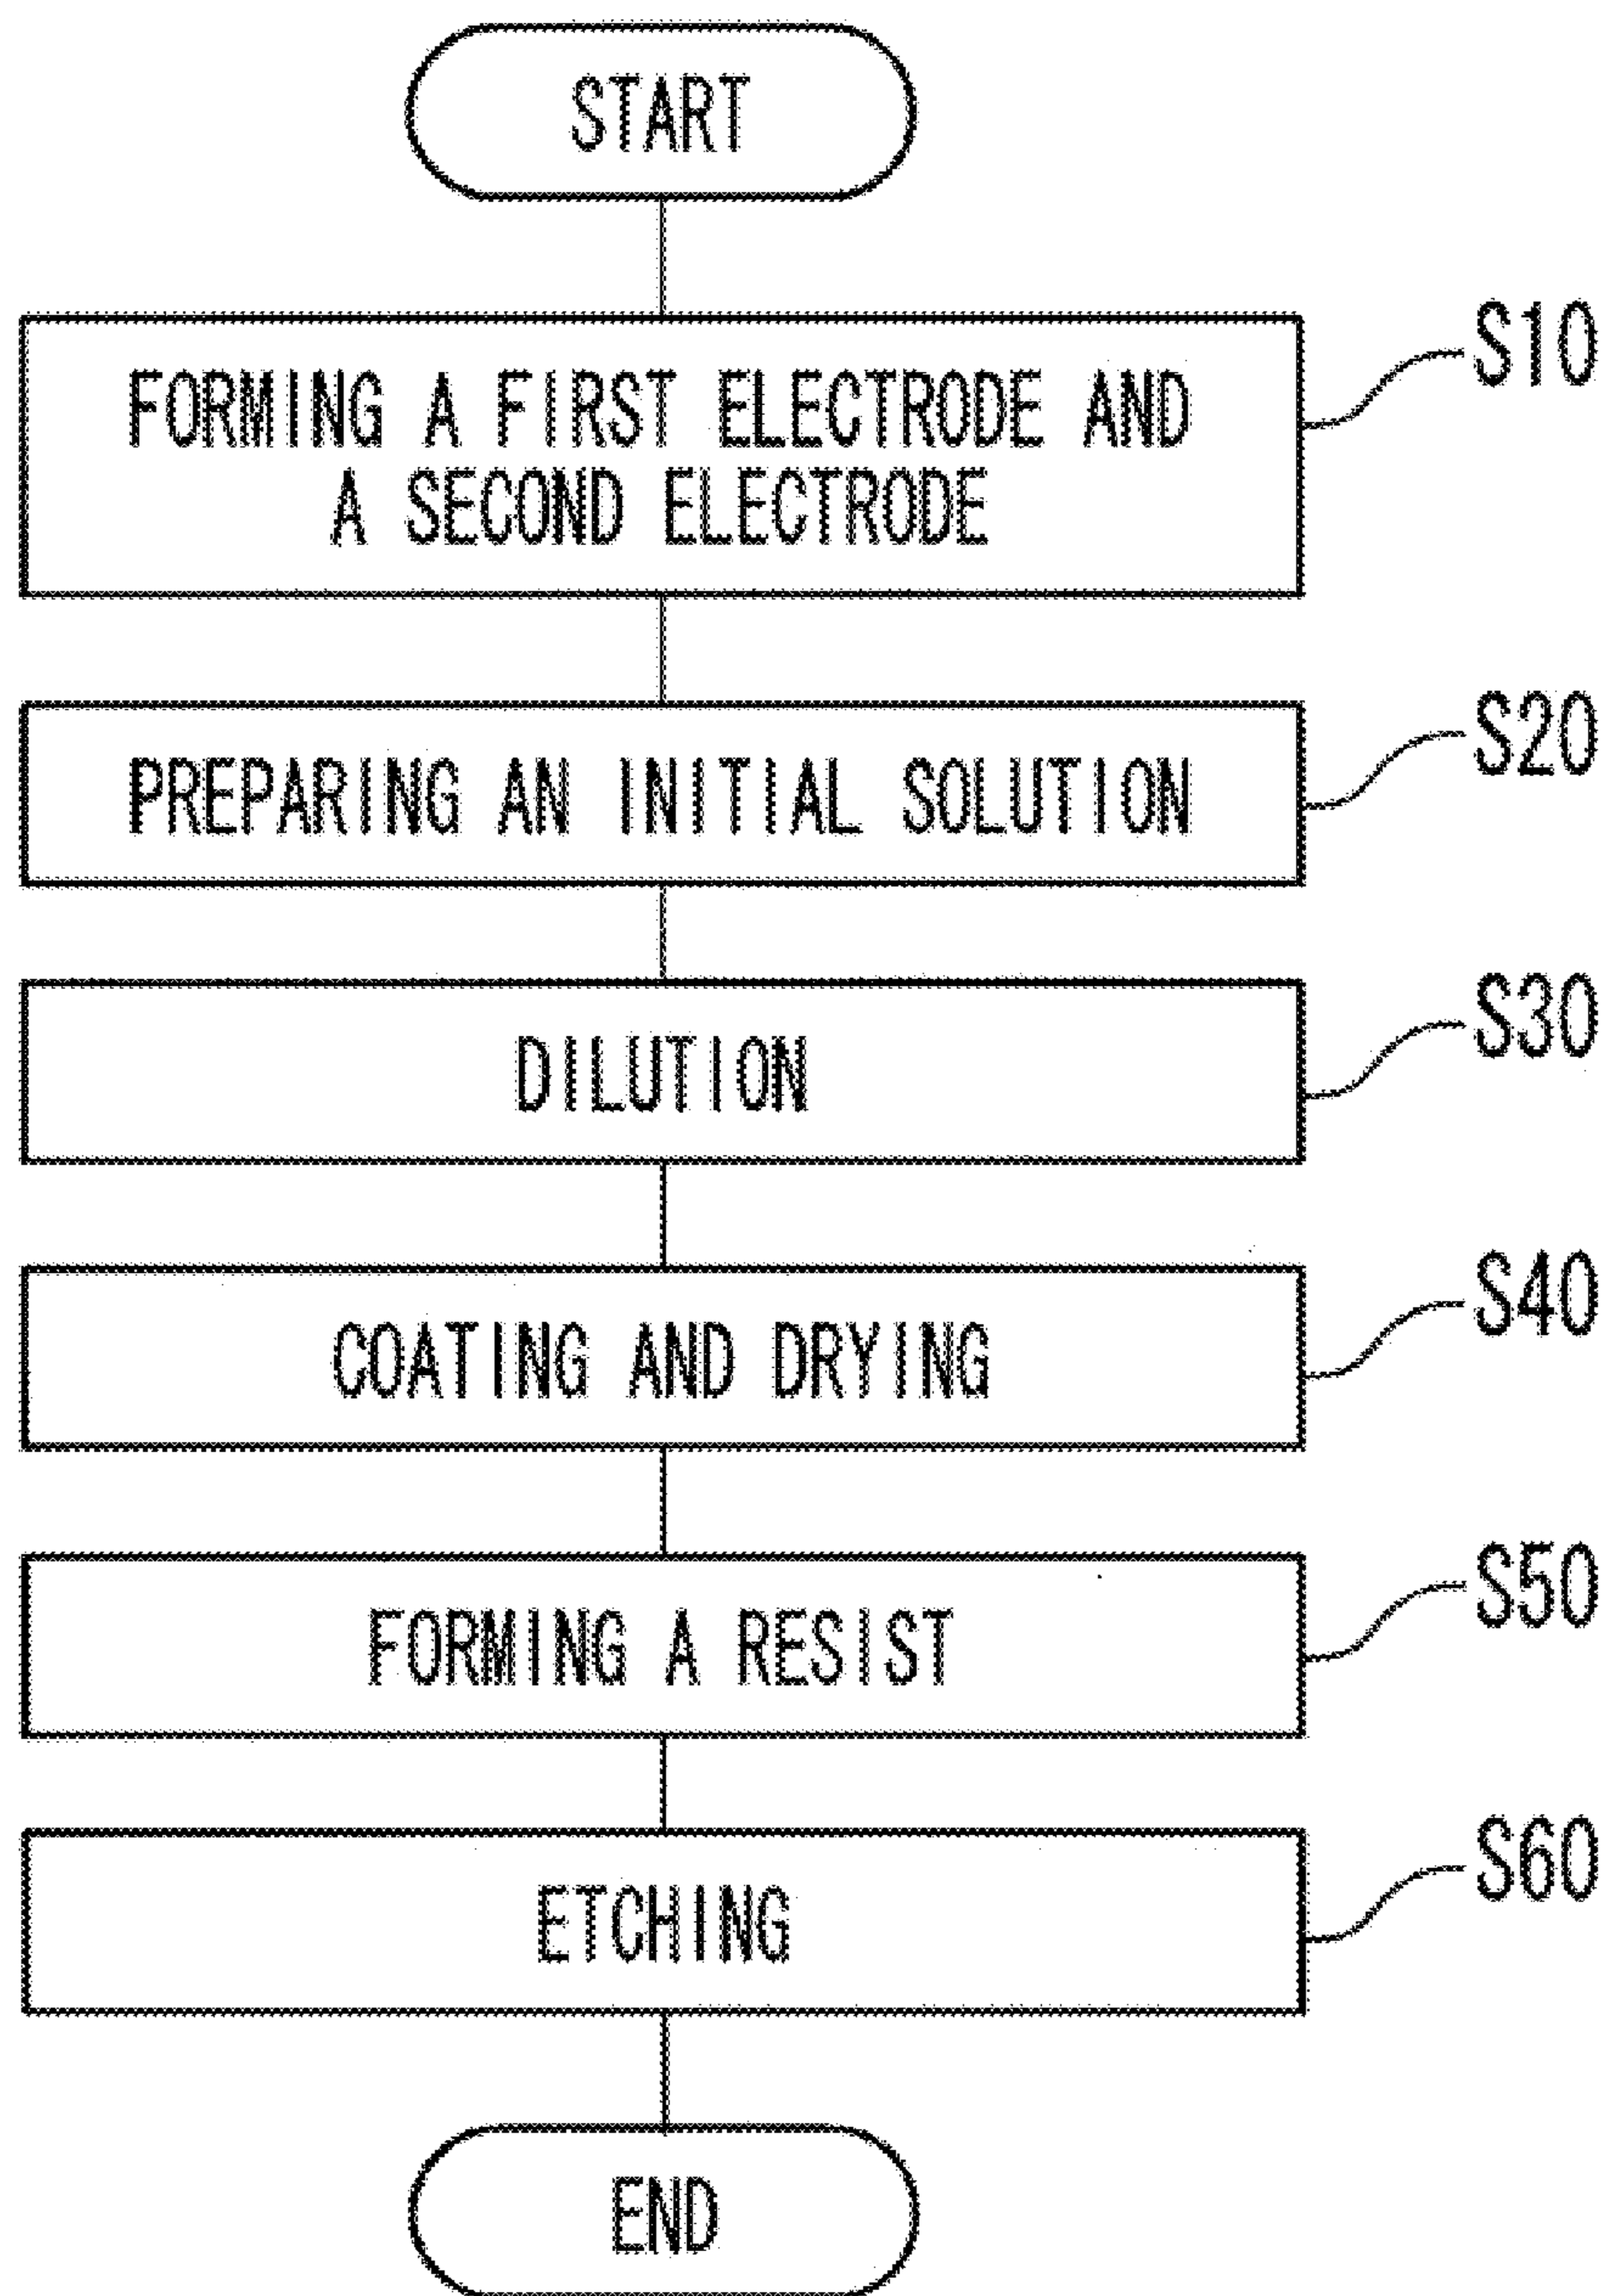 START
S10
FORMING A FIRST ELECTRODE AND
A SECOND ELECTRODE
S20
PREPARING AN INITIAL SOLUTION
S30
DILUTION
S40
COATING AND DRYING
S50
FORMING A RESIST
S60
ETCHING
END